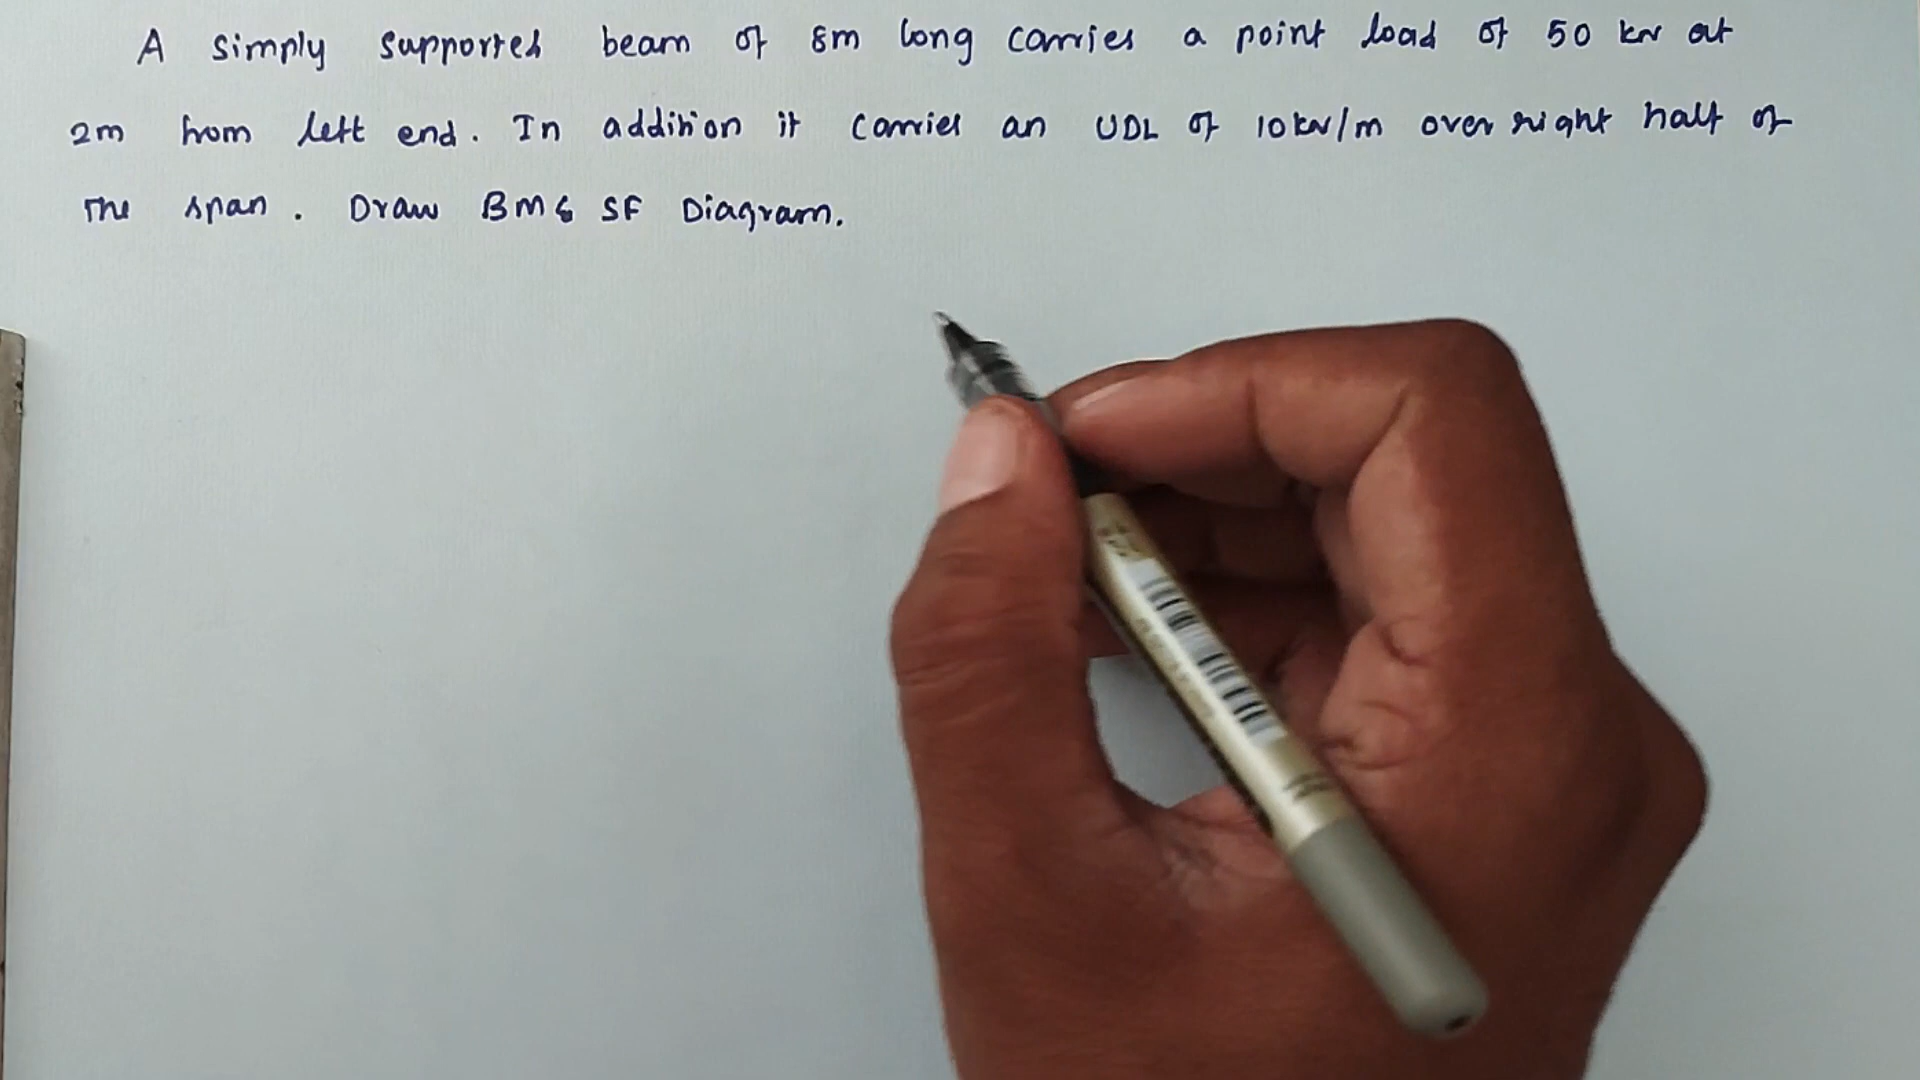 A simply supported beam of 8m long carries a point load of 50 kN at
2m from left end. In addition it carries an UDL of 10kN/m over right half of
The span. Draw BM & SF Diagram.